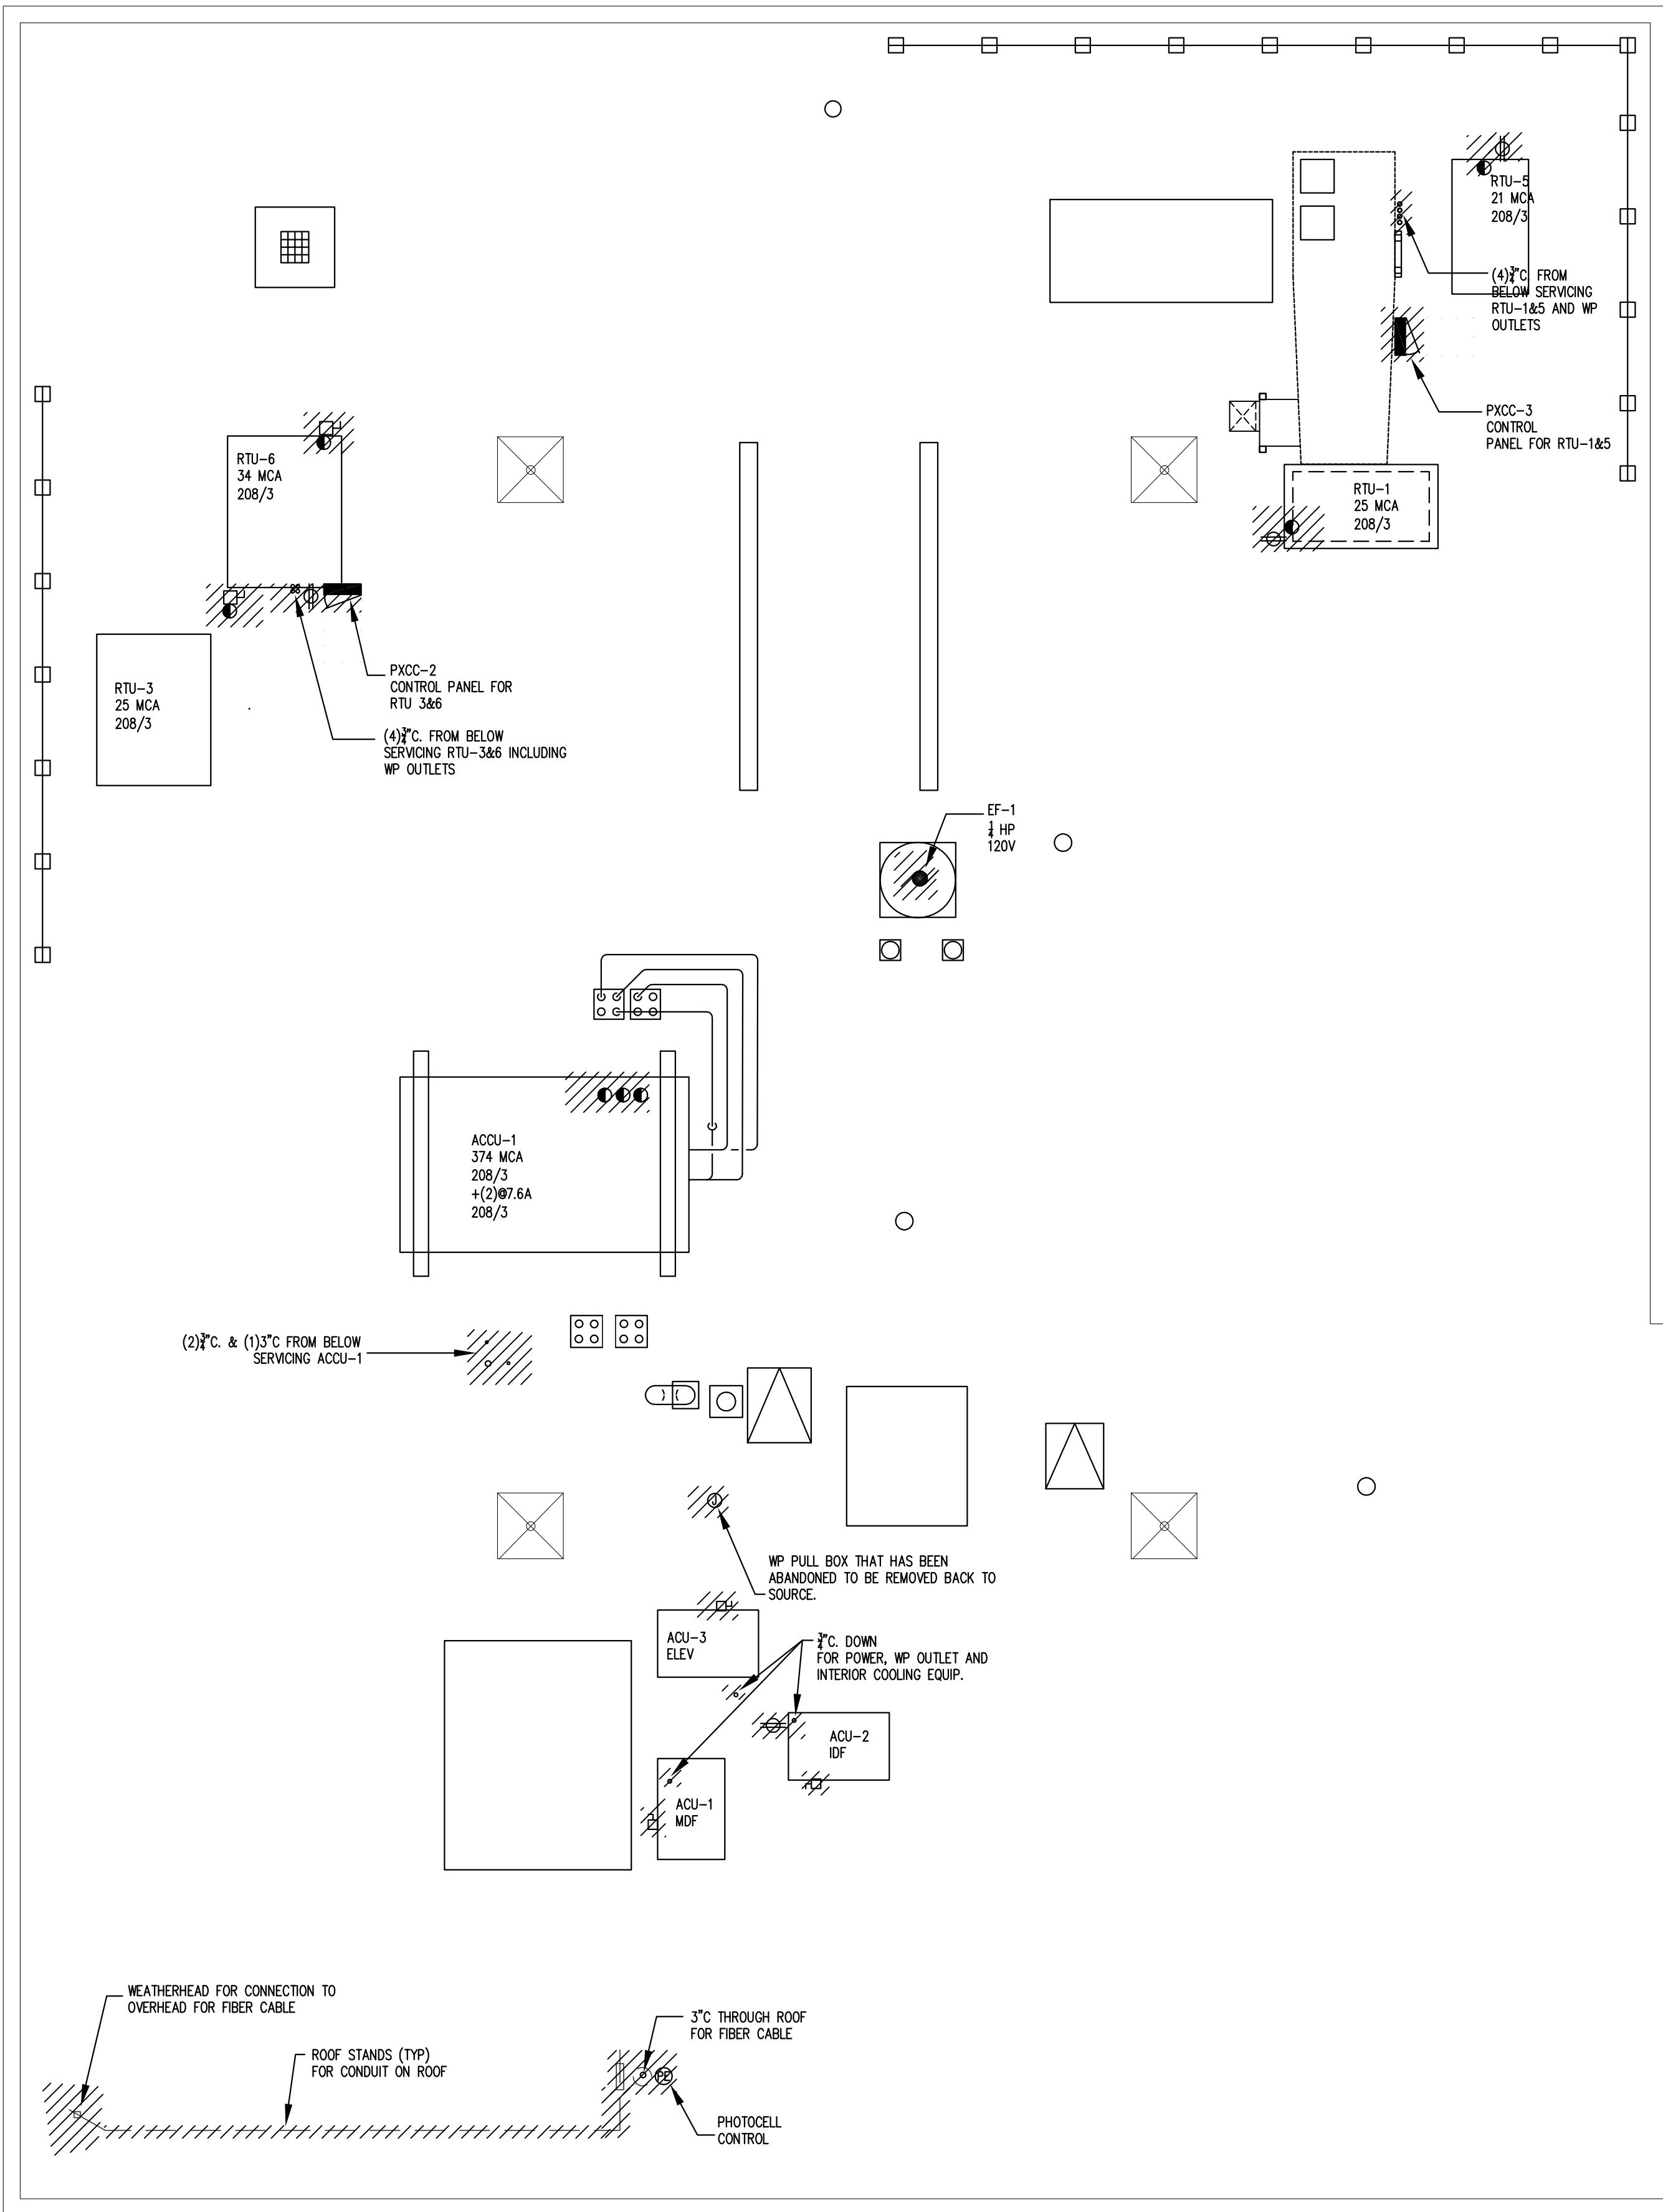 RTU-5
21 MCA
208/3
(4)¾"C. FROM
BELOW SERVICING
RTU-1&5 AND WP
OUTLETS
PXCC-3
CONTROL
PANEL FOR RTU-1&5
RTU-6
34 MCA
208/3
RTU-1
25 MCA
208/3
PXCC-2
CONTROL PANEL FOR
RTU 3&6
RTU-3
25 MCA
208/3
(4)¾"C. FROM BELOW
SERVICING RTU-3&6 INCLUDING
WP OUTLETS
EF-1
¼ HP
120V
ACCU-1
374 MCA
208/3
+(2)@7.6A
208/3
(2)¾"C. & (1)3"C FROM BELOW
SERVICING ACCU-1
J
WP PULL BOX THAT HAS BEEN
ABANDONED TO BE REMOVED BACK TO
SOURCE.
ACU-3
ELEV
¾"C. DOWN
FOR POWER, WP OUTLET AND
INTERIOR COOLING EQUIP.
ACU-2
IDF
ACU-1
MDF
WEATHERHEAD FOR CONNECTION TO
OVERHEAD FOR FIBER CABLE
3"C THROUGH ROOF
FOR FIBER CABLE
ROOF STANDS (TYP)
FOR CONDUIT ON ROOF
PE
PHOTOCELL
CONTROL